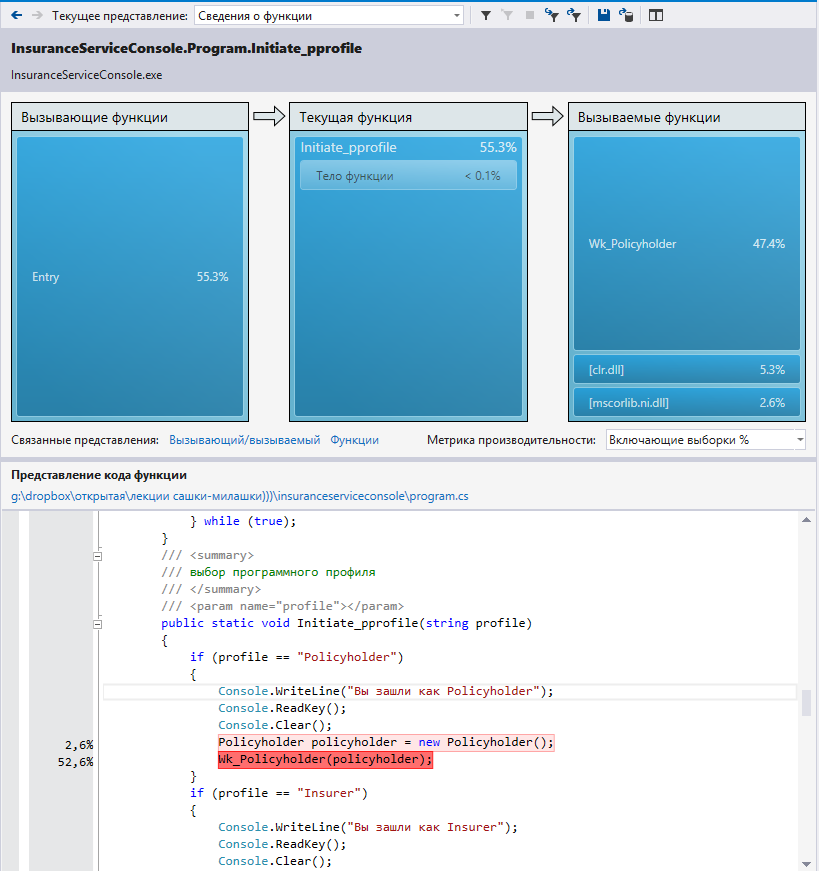 Текущее представление: Сведения о функции
InsuranceServiceConsole.Program.Initiate_pprofile
InsuranceServiceConsole.exe
Вызывающие функции
Entry 55.3%
Текущая функция
Initiate_pprofile 55.3%
Тело функции < 0.1%
Вызываемые функции
Wk_Policyholder 47.4%
[clr.dll] 5.3%
[mscorlib.ni.dll] 2.6%
Связанные представления: Вызывающий/вызываемый Функции Метрика производительности: Включающие выборки %
Представление кода функции
g:\dropbox\открытая\лекции сашки-милашки)))\insuranceserviceconsole\program.cs
} while (true);
}
/// <summary>
/// выбор программного профиля
/// </summary>
/// <param name="profile"></param>
public static void Initiate_pprofile(string profile)
{
if (profile == "Policyholder")
{
Console.WriteLine("Вы зашли как Policyholder");
Console.ReadKey();
Console.Clear();
2,6% Policyholder policyholder = new Policyholder();
52,6% Wk_Policyholder(policyholder);
}
if (profile == "Insurer")
{
Console.WriteLine("Вы зашли как Insurer");
Console.ReadKey();
Console.Clear();